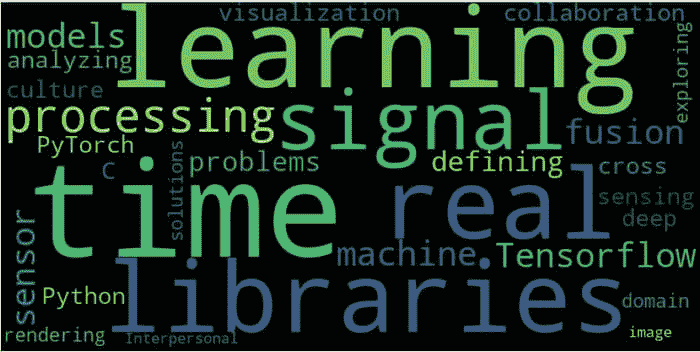 visualization
collaboration
models
learning
exploring
analyzing
culture
processing
signal
fusion
PyTorch
C
solutions
problems
defining
cross
time
real
sensing
deep
sensor
machine
Tensorflow
Python
libraries
domain
rendering
Interpersonal
image